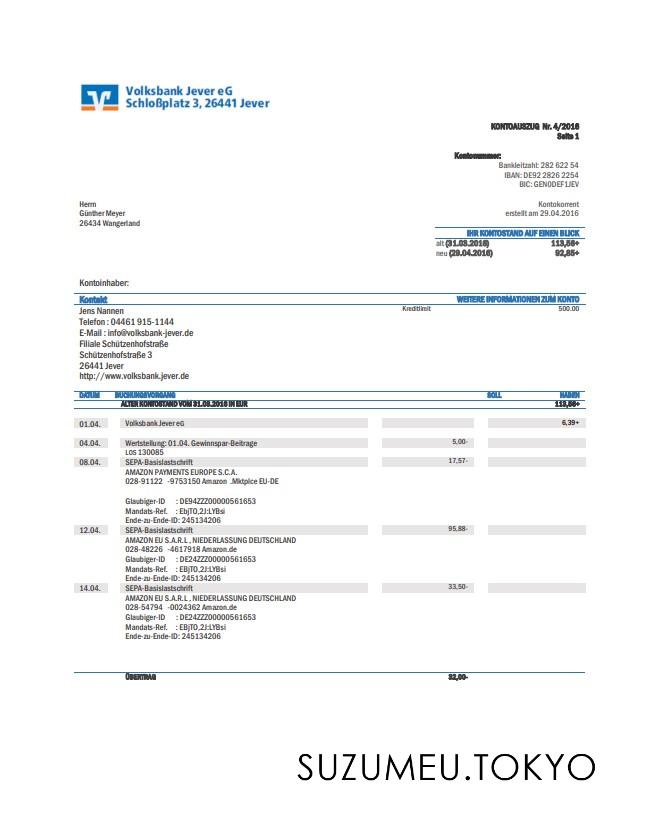 Volksbank Jever eG
Schloßplatz 3, 26441 Jever
KONTOAUSZUG Nr. 4/2016
Seite 1
Kontonummer:
Bankleitzahl: 282 622 54
IBAN: DE92 2826 2254
BIC: GENODEF1JEV
Herrn
Günther Meyer
26434 Wangerland
Kontokorrent
erstellt am 29.04.2016
IHR KONTOSTAND AUF EINEN BLICK
alt (31.03.2016) 113,56+
neu (29.04.2016) 92,85+
Kontoinhaber:
Kontakt WEITERE INFORMATIONEN ZUM KONTO
Jens Nannen Kreditlimit 500.00
Telefon : 04461 915-1144
E-Mail : info@volksbank-jever.de
Filiale Schützenhofstraße
Schützenhofstraße 3
26441 Jever
http://www.volksbank.jever.de
DATUM BUCHUNGSVORGANG SOLL HABEN
ALTER KONTOSTAND VOM 31.03.2016 IN EUR 113,56+
01.04. Volksbank Jever eG 6,39+
04.04. Wertstellung: 01.04. Gewinnspar-Beitrage 5,00-
LOS 130085
08.04. SEPA-Basislastschrift 17,57-
AMAZON PAYMENTS EUROPE S.C.A.
028-91122 -9753150 Amazon .Mktplce EU-DE
Glaubiger-ID : DE94ZZZ00000561653
Mandats-Ref. : EbjTO,2J:LYBsi
Ende-zu-Ende-ID: 245134206
12.04. SEPA-Basislastschrift 95,88-
AMAZON EU S.A.R.L , NIEDERLASSUNG DEUTSCHLAND
028-48226 -4617918 Amazon.de
Glaubiger-ID : DE24ZZZ00000561653
Mandats-Ref. : EBjTO,2J:LYBsi
Ende-zu-Ende-ID: 245134206
14.04. SEPA-Basislastschrift 33,50-
AMAZON EU S.A.R.L , NIEDERLASSUNG DEUTSCHLAND
028-54794 -0024362 Amazon.de
Glaubiger-ID : DE24ZZZ00000561653
Mandats-Ref. : EBjTO,2J:LYBsi
Ende-zu-Ende-ID: 245134206
ÜBERTRAG 32,00-
SUZUMEU.TOKYO